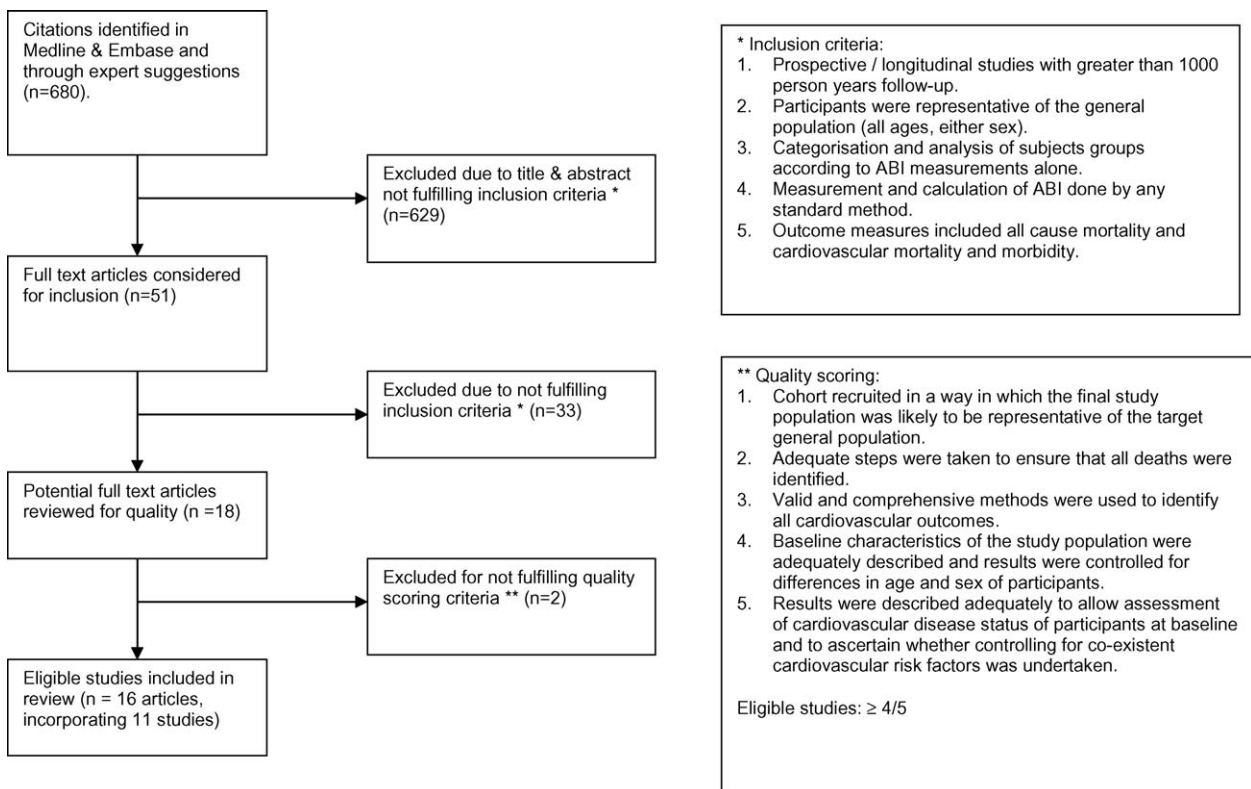 Citations identified in
Medline & Embase and
through expert suggestions
(n=680).
Excluded due to title & abstract
not fulfilling inclusion criteria *
(n=629)
Full text articles considered
for inclusion (n=51)
Excluded due to not fulfilling
inclusion criteria * (n=33)
Potential full text articles
reviewed for quality (n =18)
Excluded for not fulfilling quality
scoring criteria ** (n=2)
Eligible studies included in
review (n = 16 articles,
incorporating 11 studies)
* Inclusion criteria:
1. Prospective / longitudinal studies with greater than 1000
person years follow-up.
2. Participants were representative of the general
population (all ages, either sex).
3. Categorisation and analysis of subjects groups
according to ABI measurements alone.
4. Measurement and calculation of ABI done by any
standard method.
5. Outcome measures included all cause mortality and
cardiovascular mortality and morbidity.
** Quality scoring:
1. Cohort recruited in a way in which the final study
population was likely to be representative of the target
general population.
2. Adequate steps were taken to ensure that all deaths were
identified.
3. Valid and comprehensive methods were used to identify
all cardiovascular outcomes.
4. Baseline characteristics of the study population were
adequately described and results were controlled for
differences in age and sex of participants.
5. Results were described adequately to allow assessment
of cardiovascular disease status of participants at baseline
and to ascertain whether controlling for co-existent
cardiovascular risk factors was undertaken.
Eligible studies: ≥ 4/5